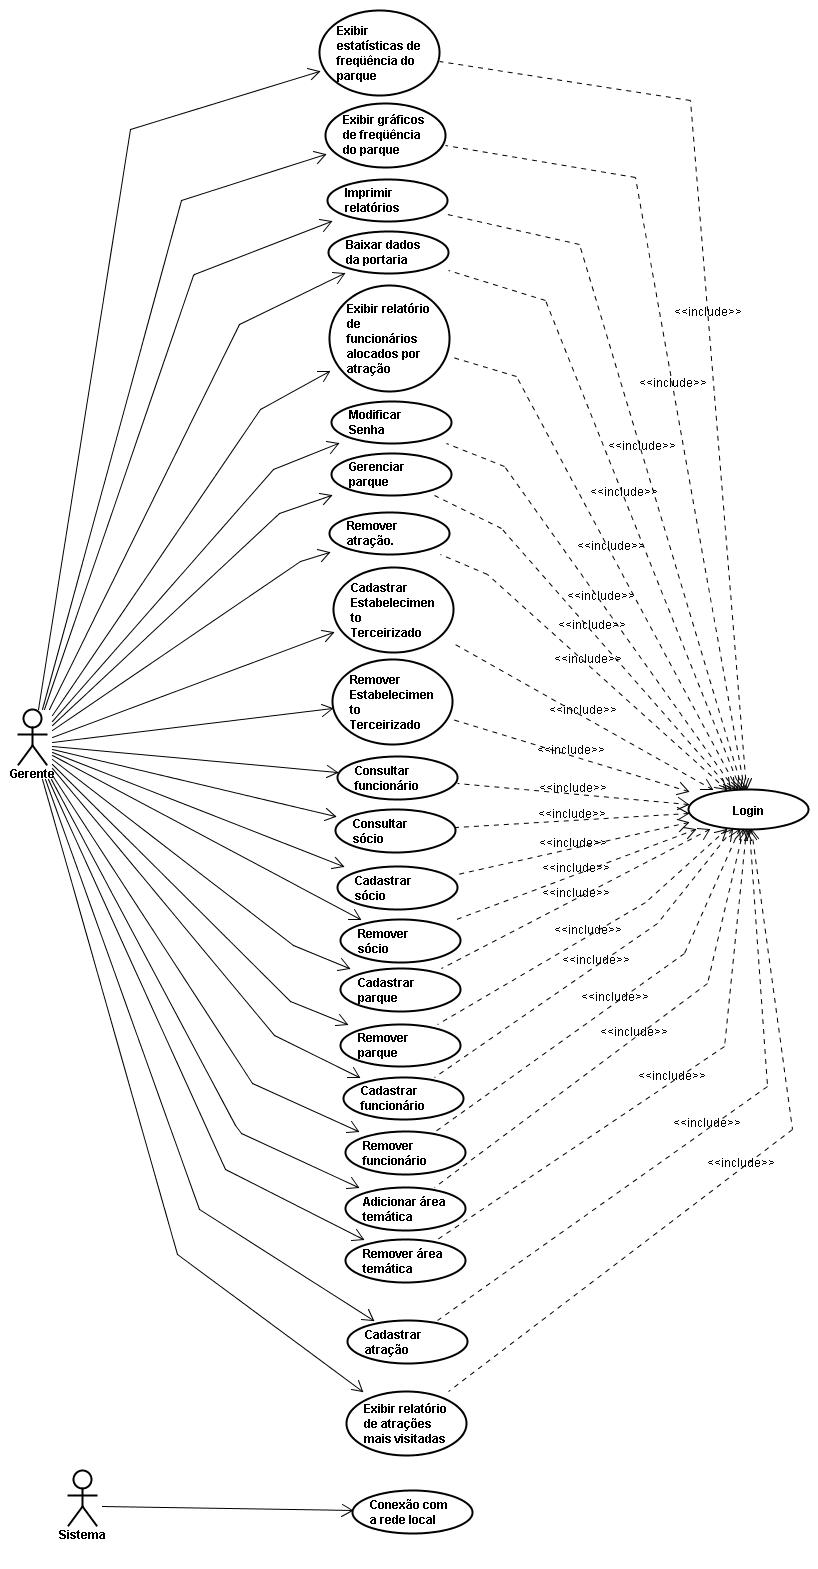 Exibir
estatísticas de
freqüência do
parque
Exibir gráficos
de freqüência
do parque
Imprimir
relatórios
Baixar dados
da portaria
Exibir relatório
de
funcionários
alocados por
atração
<<include>>
<<include>>
Modificar
Senha
<<include>>
Gerenciar
parque
<<include>>
Remover
atração.
<<include>>
Cadastrar
Estabelecimen
to
Terceirizado
<<include>>
<<include>>
<<include>>
Remover
Estabelecimen
to
Terceirizado
<<include>>
<<include>>
Gerente
Consultar
funcionário
<<include>>
Login
Consultar
sócio
<<include>>
<<include>>
Cadastrar
sócio
<<include>>
<<include>>
Remover
sócio
<<include>>
<<include>>
Cadastrar
parque
<<include>>
Remover
parque
<<include>>
Cadastrar
funcionário
<<include>>
Remover
funcionário
<<include>>
<<include>>
Adicionar área
temática
Remover área
temática
Cadastrar
atração
Exibir relatório
de atrações
mais visitadas
Sistema
Conexão com
a rede local